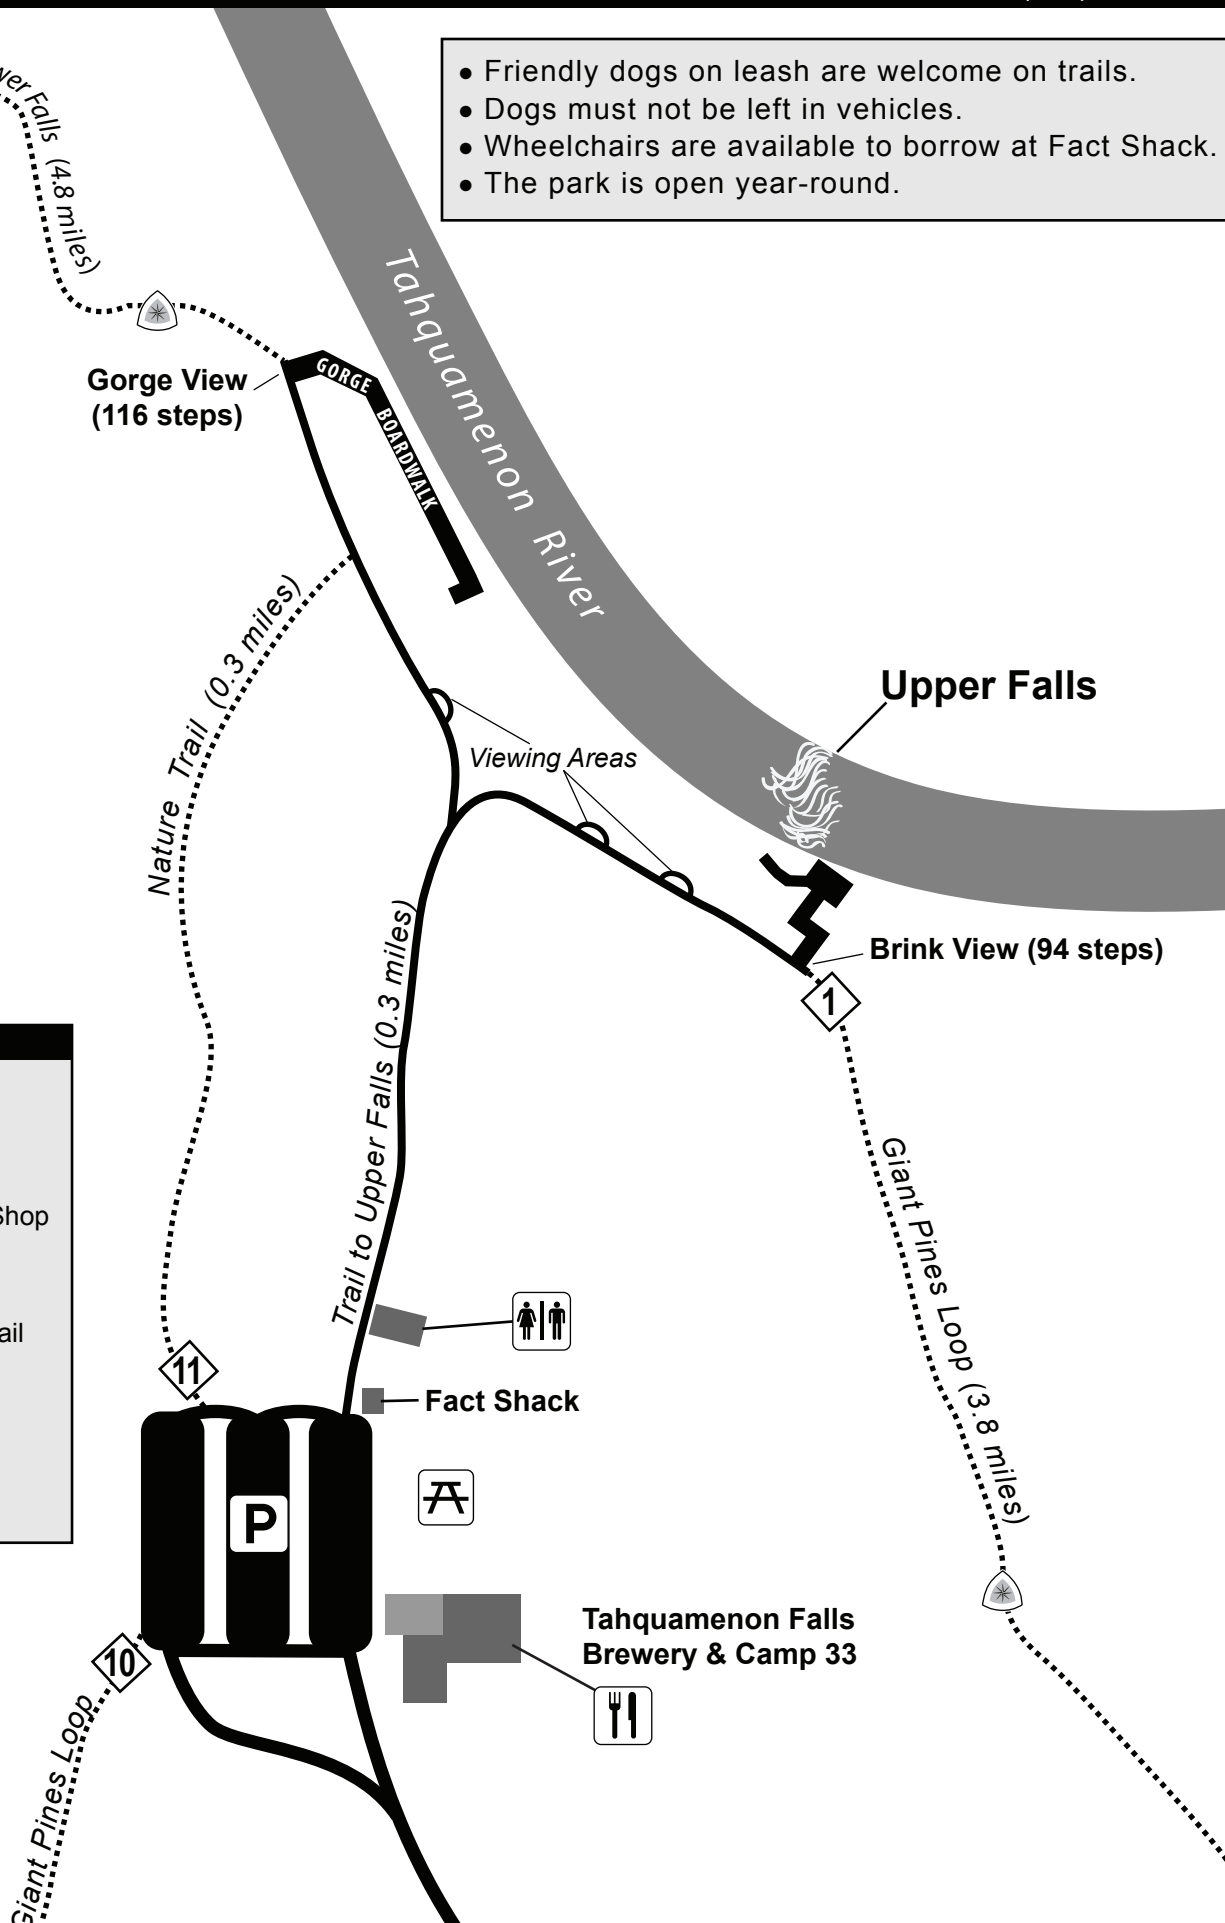 ● Friendly dogs on leash are welcome on trails.
● Dogs must not be left in vehicles.
● Wheelchairs are available to borrow at Fact Shack.
● The park is open year-round.
Falls (4.8 miles)
Tahquamenon River
Gorge View
(116 steps)
GORGE
BOARDWALK
Nature Trail (0.3 miles)
Upper Falls
Viewing Areas
Brink View (94 steps)
1
Trail to Upper Falls (0.3 miles)
Giant Pines Loop (3.8 miles)
Shop
ail
11
Fact Shack
P
Tahquamenon Falls
Brewery & Camp 33
10
Giant Pines Loop